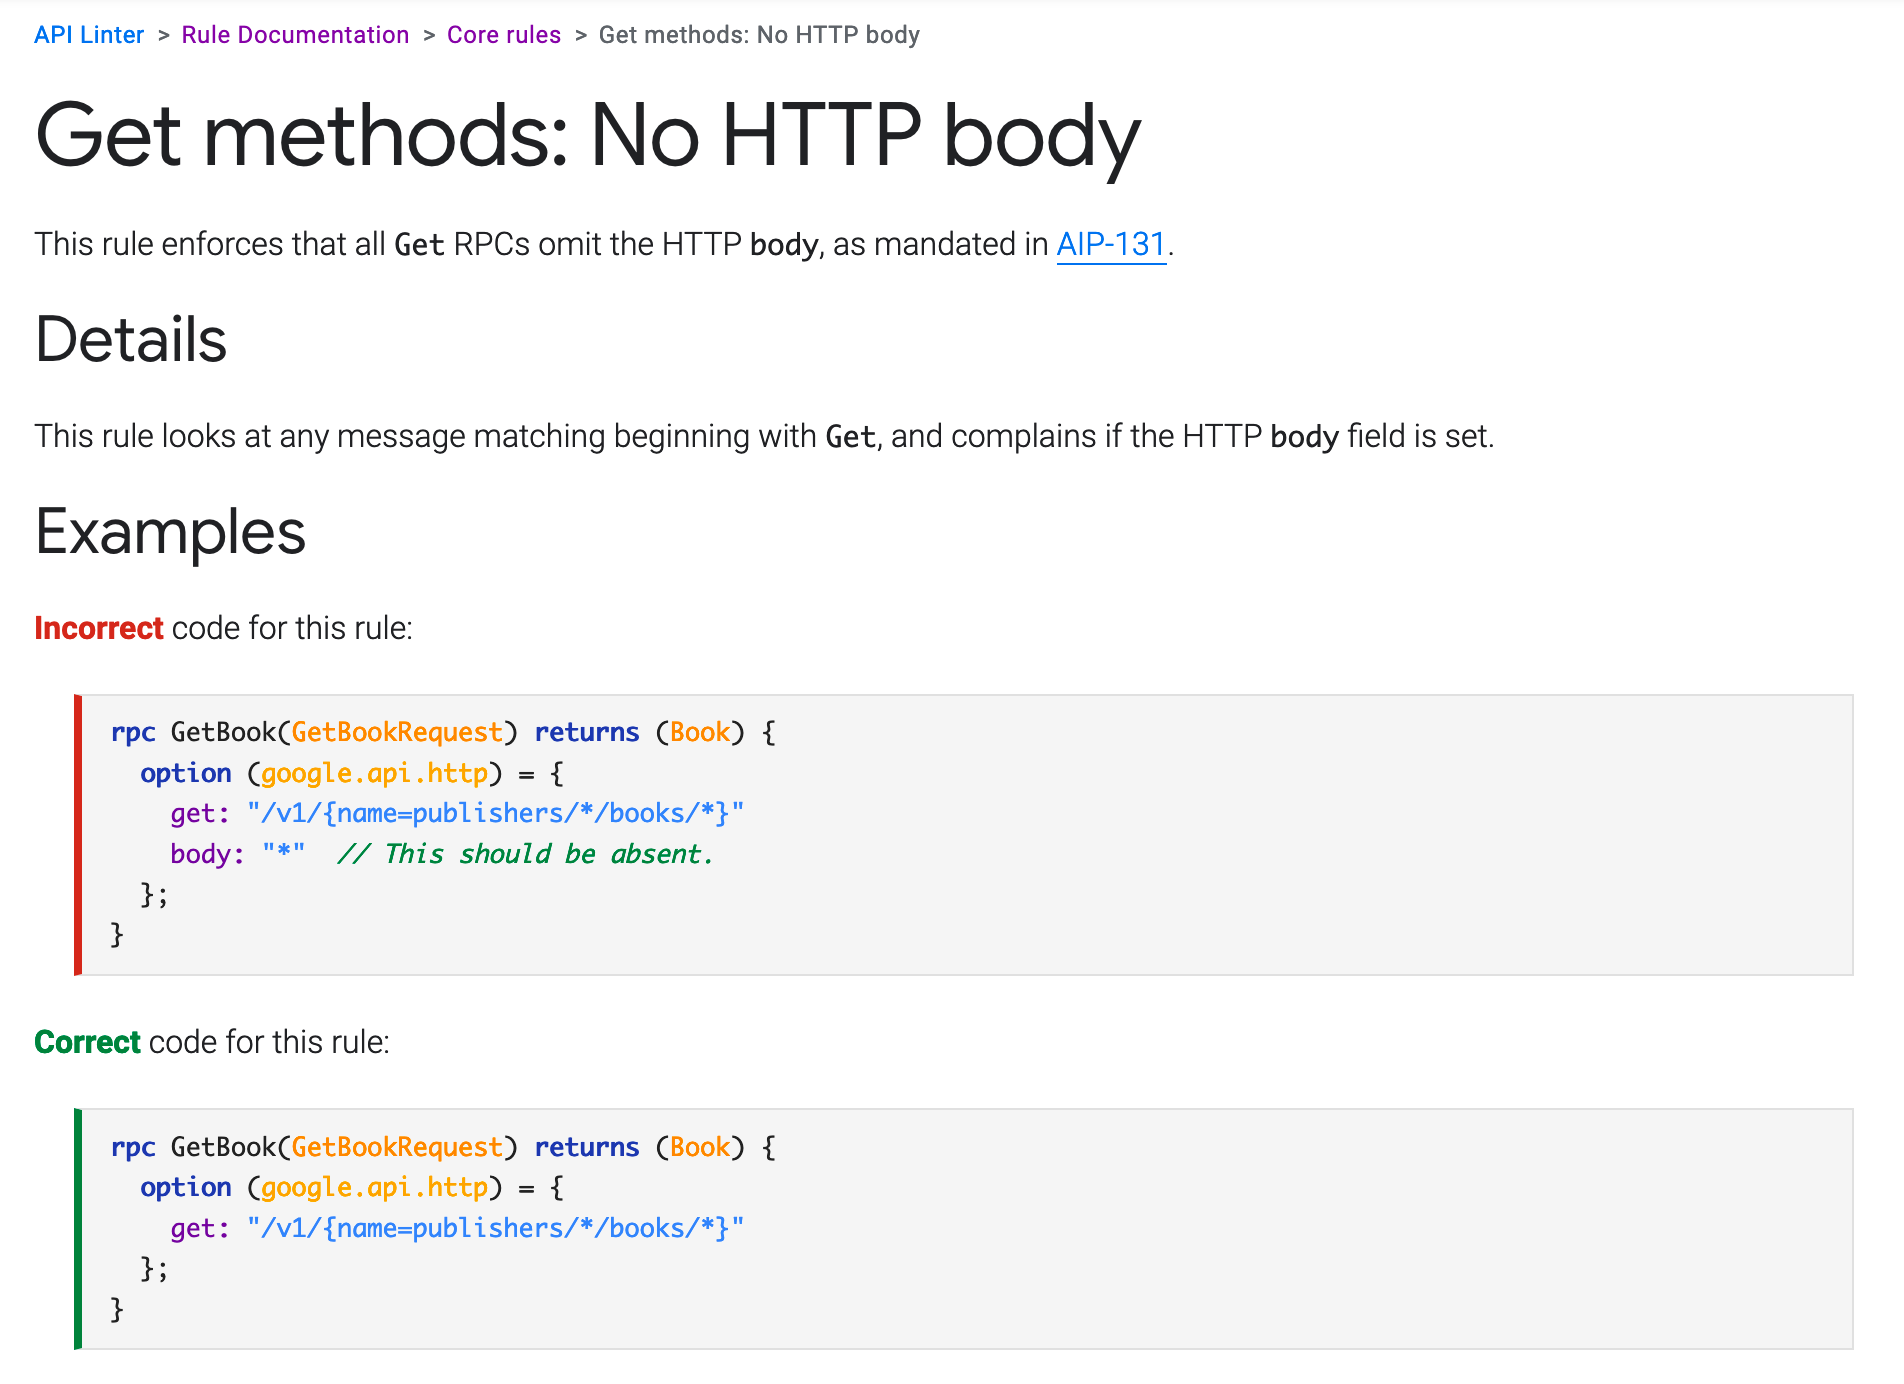 API Linter > Rule Documentation > Core rules > Get methods: No HTTP body
Get methods: No HTTP body
This rule enforces that all Get RPCs omit the HTTP body, as mandated in AIP-131.
Details
This rule looks at any message matching beginning with Get, and complains if the HTTP body field is set.
Examples
Incorrect code for this rule:
rpc GetBook(GetBookRequest) returns (Book) {
  option (google.api.http) = {
    get: "/v1/{name=publishers/*/books/*}"
    body: "*"  // This should be absent.
  };
}
Correct code for this rule:
rpc GetBook(GetBookRequest) returns (Book) {
  option (google.api.http) = {
    get: "/v1/{name=publishers/*/books/*}"
  };
}